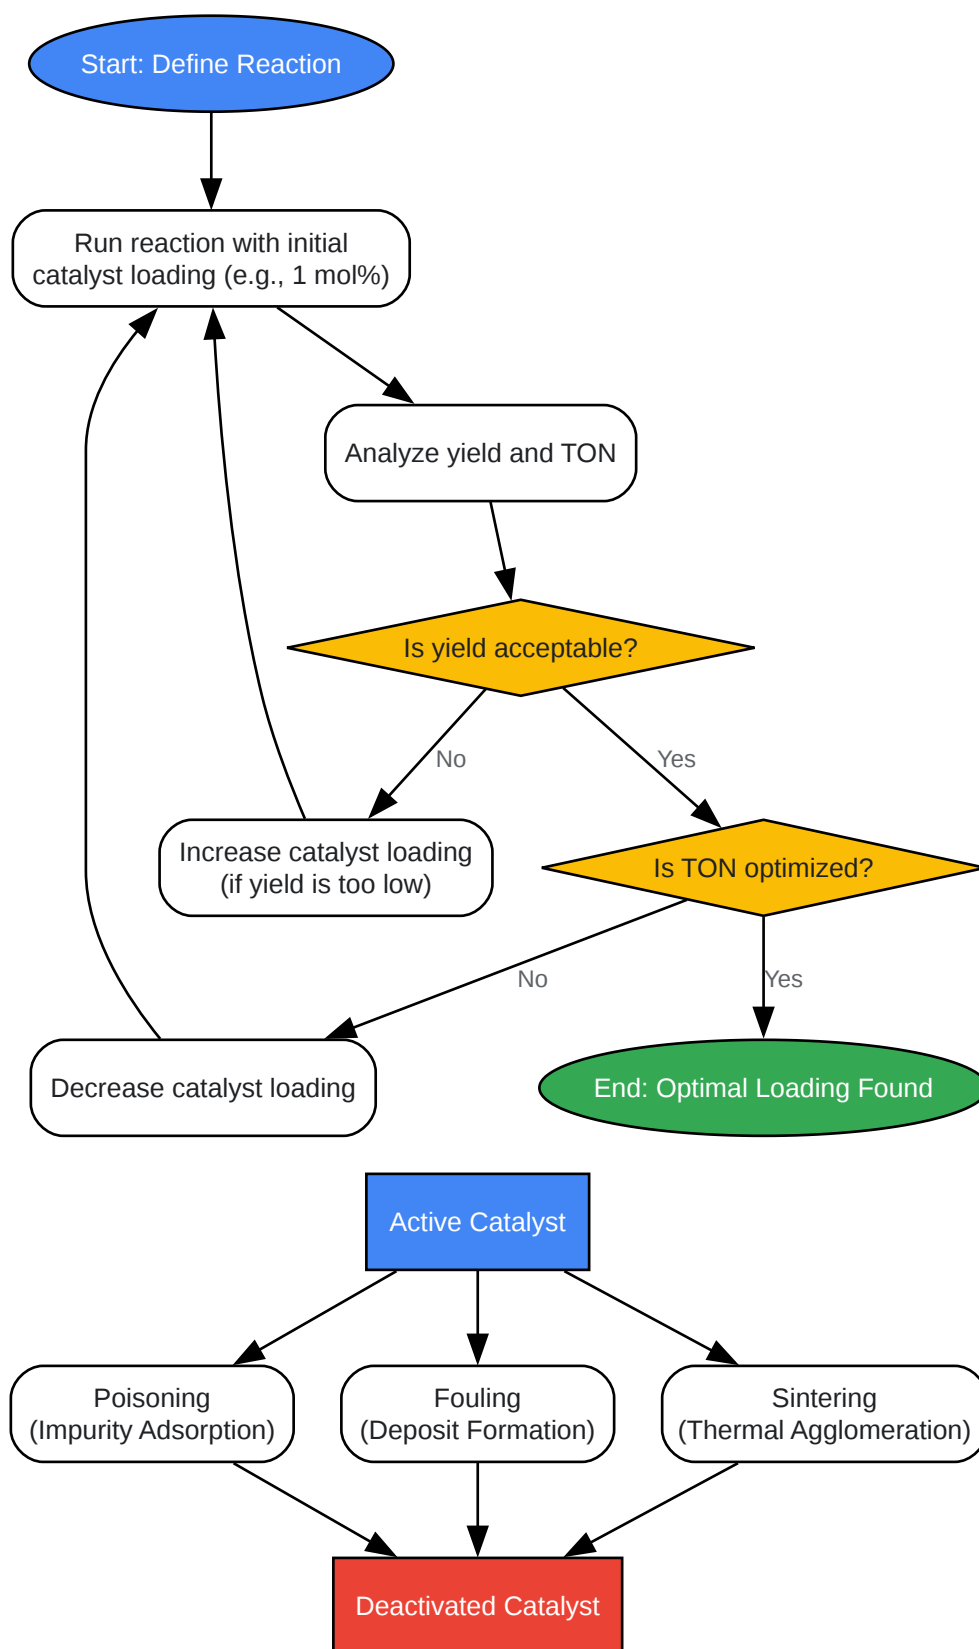 Start: Define Reaction
Run reaction with initial
catalyst loading (e.g., 1 mol%)
Analyze yield and TON
Is yield acceptable?
No
Yes
Increase catalyst loading
(if yield is too low)
Is TON optimized?
No
Yes
Decrease catalyst loading
End: Optimal Loading Found
Active Catalyst
Poisoning
(Impurity Adsorption)
Fouling
(Deposit Formation)
Sintering
(Thermal Agglomeration)
Deactivated Catalyst